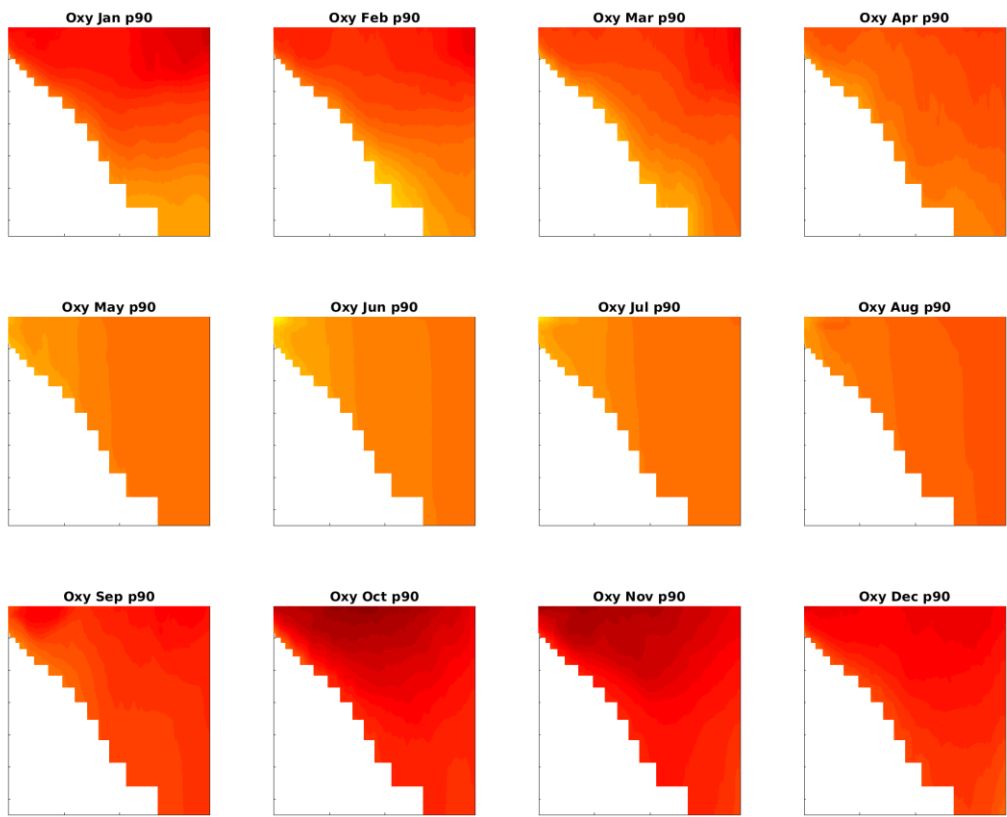 Oxy Jan p90
Oxy Feb p90
Oxy Mar p90
Oxy Apr p90
Oxy May p90
Oxy Jun p90
Oxy Jul p90
Oxy Aug p90
Oxy Sep p90
Oxy Oct p90
Oxy Nov p90
Oxy Dec p90